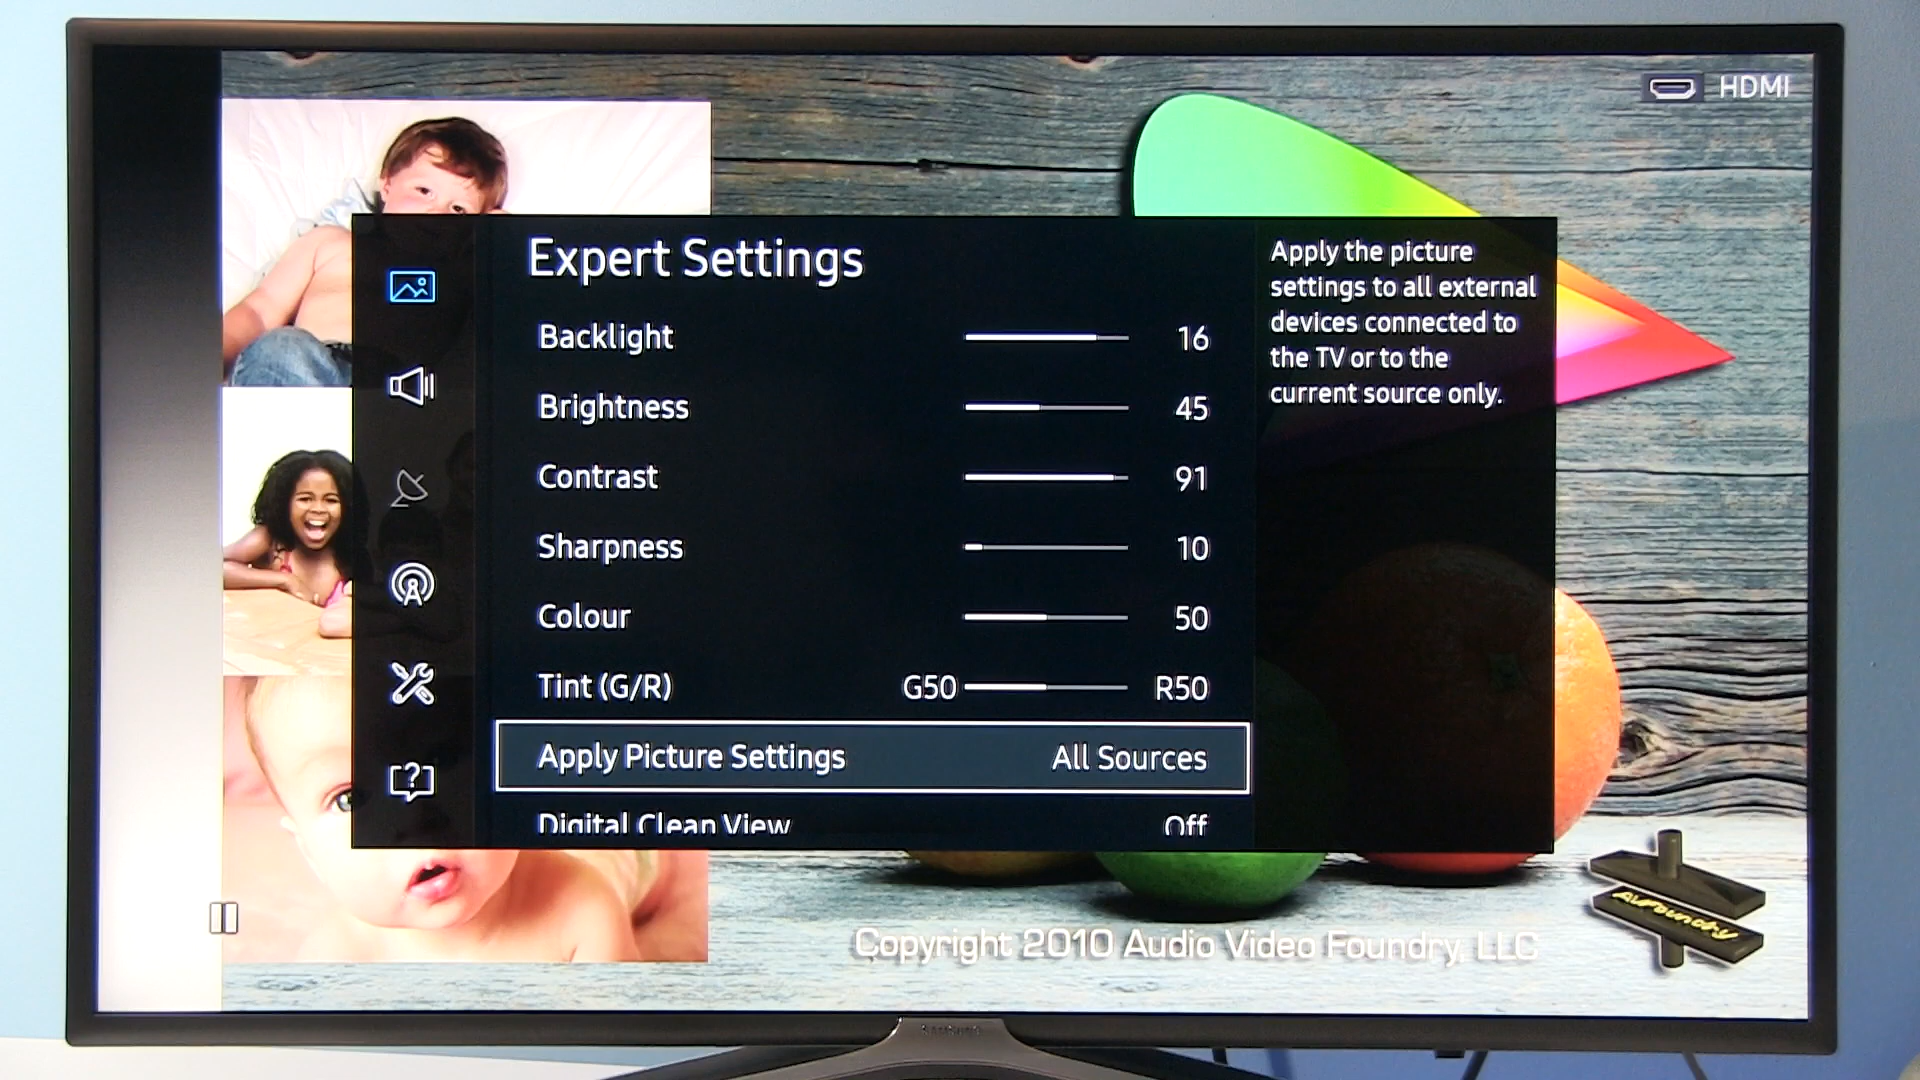 HDMI
Expert Settings
Backlight 16
Brightness 45
Contrast 91
Sharpness 10
Colour 50
Tint (G/R) G50 R50
Apply Picture Settings All Sources
Digital Clean View Off
Apply the picture
settings to all external
devices connected to
the TV or to the
current source only.
AVFoundry
Copyright 2010 Audio Video Foundry, LLC
SAMSUNG